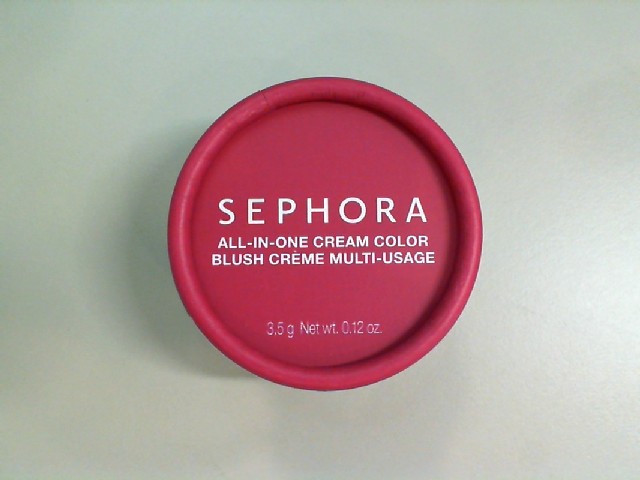 SEPHORA
ALL-IN-ONE CREAM COLOR
BLUSH CRÈME MULTI-USAGE
3.5 g Net wt. 0.12 oz.